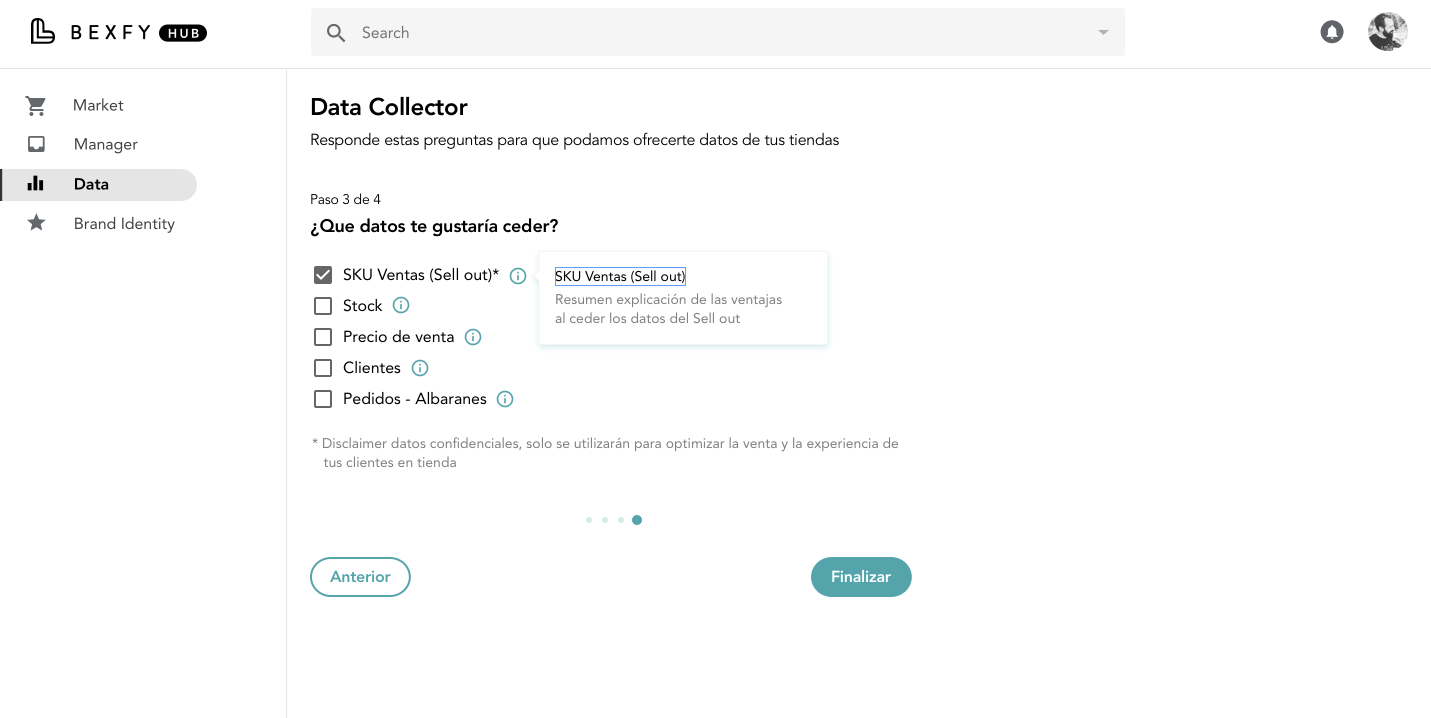 BEXFY HUB
Search
Market
Manager
Data
Brand Identity
Data Collector
Responde estas preguntas para que podamos ofrecerte datos de tus tiendas
Paso 3 de 4
¿Que datos te gustaría ceder?
SKU Ventas (Sell out)*
Stock
Precio de venta
Clientes
Pedidos - Albaranes
SKU Ventas (Sell out)
Resumen explicación de las ventajas
al ceder los datos del Sell out
* Disclaimer datos confidenciales, solo se utilizarán para optimizar la venta y la experiencia de
tus clientes en tienda
Anterior
Finalizar